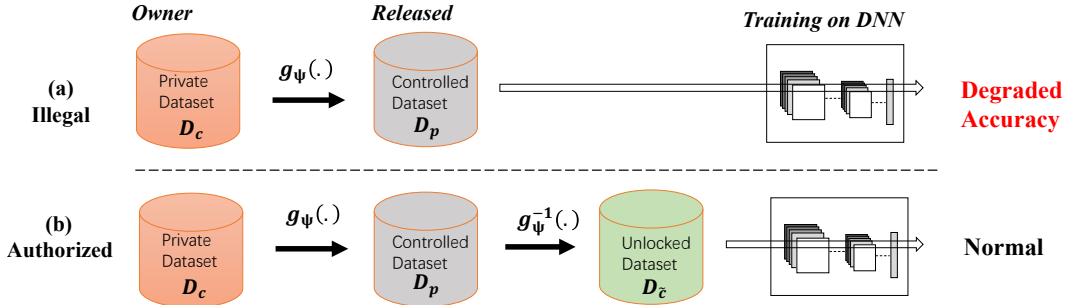 Owner
Released
Training on DNN
(a)
Illegal
Private
Dataset
D_c
g_ψ(.)
Controlled
Dataset
D_p
Degraded
Accuracy
(b)
Authorized
Private
Dataset
D_c
g_ψ(.)
Controlled
Dataset
D_p
g_ψ^{-1}(.)
Unlocked
Dataset
D_c̃
Normal